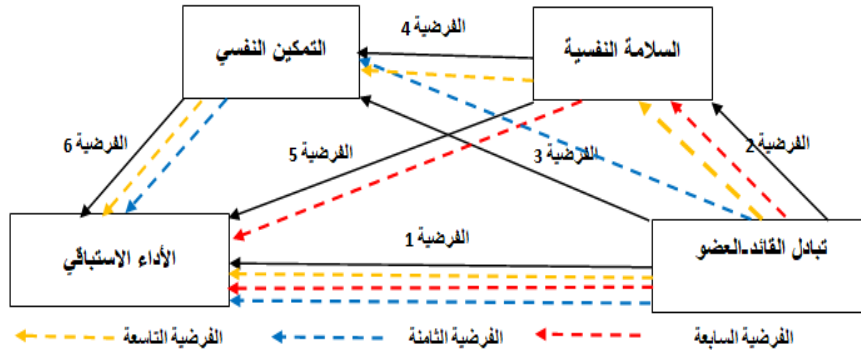 الفرضية 4
السلامة النفسية
التمكين النفسي
الفرضية 2
الفرضية 3
الفرضية 5
الفرضية 6
تبادل القائد-العضو
الفرضية 1
الأداء الاستباقي
الفرضية السابعة
الفرضية الثامنة
الفرضية التاسعة